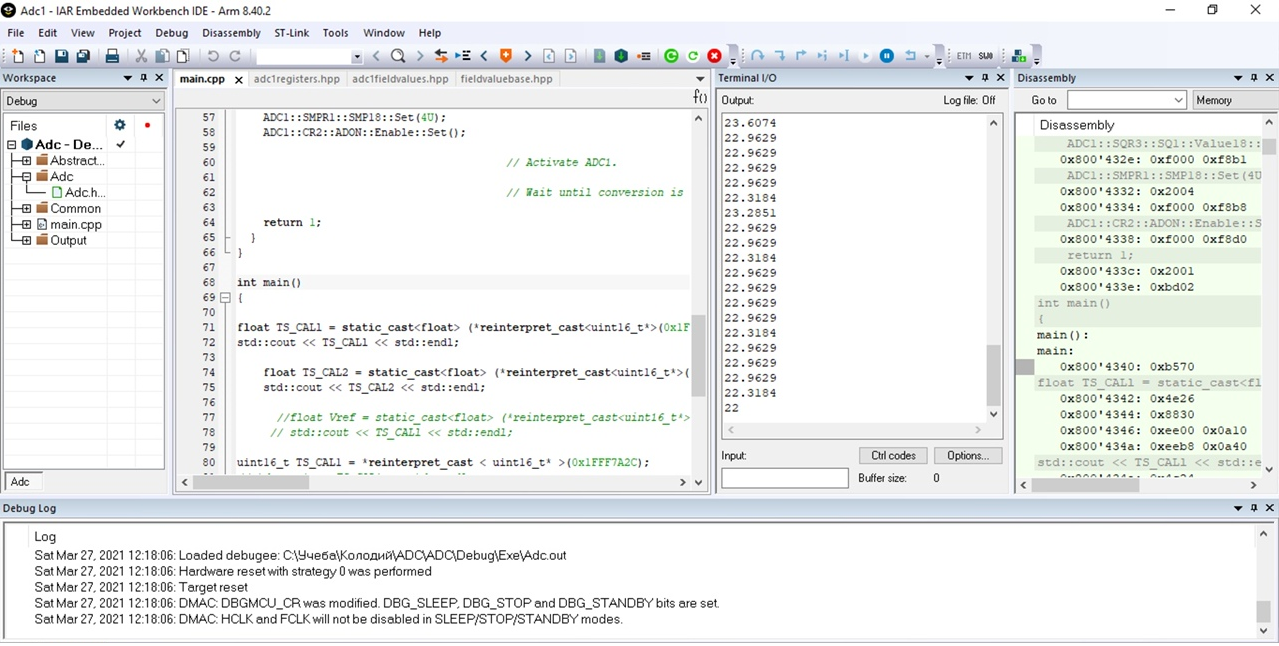 Adc1 - IAR Embedded Workbench IDE - Arm 8.40.2
File Edit View Project Debug Disassembly ST-Link Tools Window Help
ETM SWO
Workspace
Debug
Files
Adc - De...
Abstract...
Adc
Adc.h...
Common
main.cpp
Output
Adc
main.cpp adc1registers.hpp adc1fieldvalues.hpp fieldvaluebase.hpp
f()
57 ADC1::SMPR1::SMP18::Set(4U);
58 ADC1::CR2::ADON::Enable::Set();
59
60 // Activate ADC1.
61
62 // Wait until conversion is
63
64 return 1;
65 }
66 }
67
68 int main()
69 {
70
71 float TS_CAL1 = static_cast<float> (*reinterpret_cast<uint16_t*>(0x1F
72 std::cout << TS_CAL1 << std::endl;
73
74 float TS_CAL2 = static_cast<float> (*reinterpret_cast<uint16_t*>(
75 std::cout << TS_CAL2 << std::endl;
76
77 //float Vref = static_cast<float> (*reinterpret_cast<uint16_t*>
78 // std::cout << TS_CAL1 << std::endl;
79
80 uint16_t TS_CAL1 = *reinterpret_cast < uint16_t* >(0x1FFF7A2C);
Terminal I/O
Output: Log file: Off
23.6074
22.9629
22.9629
22.9629
22.9629
22.3184
23.2851
22.9629
22.9629
22.3184
22.9629
22.9629
22.9629
22.9629
22.3184
22.9629
22.9629
22.9629
22.3184
22
Input: Ctrl codes Options...
Buffer size: 0
Disassembly
Go to Memory
Disassembly
ADC1::SQR3::SQ1::Value18::
0x800'432e: 0xf000 0xf8b1
ADC1::SMPR1::SMP18::Set(4U
0x800'4332: 0x2004
0x800'4334: 0xf000 0xf8b8
ADC1::CR2::ADON::Enable::S
0x800'4338: 0xf000 0xf8d0
return 1;
0x800'433c: 0x2001
0x800'433e: 0xbd02
int main()
{
main():
main:
0x800'4340: 0xb570
float TS_CAL1 = static_cast<fl
0x800'4342: 0x4e26
0x800'4344: 0x8830
0x800'4346: 0xee00 0x0a10
0x800'434a: 0xeeb8 0x0a40
std::cout << TS_CAL1 << std::e
Debug Log
Log
Sat Mar 27, 2021 12:18:06: Loaded debugee: C:\Учеба\Колодий\ADC\ADC\Debug\Exe\Adc.out
Sat Mar 27, 2021 12:18:06: Hardware reset with strategy 0 was performed
Sat Mar 27, 2021 12:18:06: Target reset
Sat Mar 27, 2021 12:18:06: DMAC: DBGMCU_CR was modified. DBG_SLEEP, DBG_STOP and DBG_STANDBY bits are set.
Sat Mar 27, 2021 12:18:06: DMAC: HCLK and FCLK will not be disabled in SLEEP/STOP/STANDBY modes.